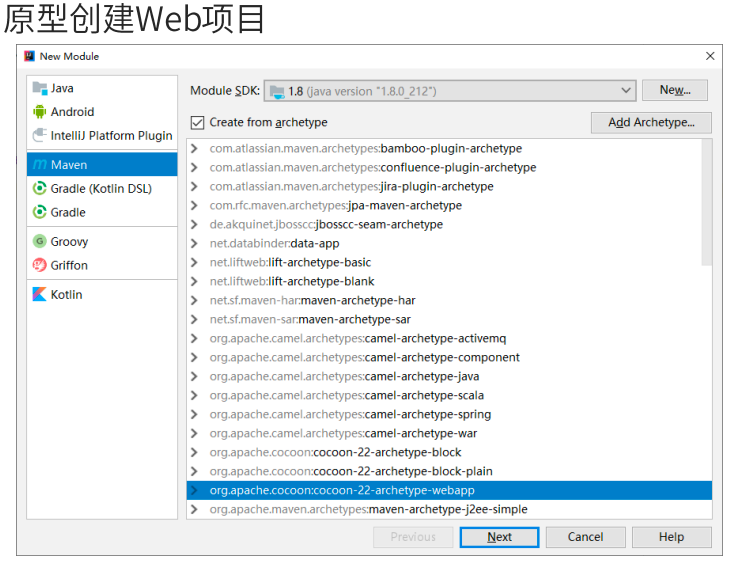 原型创建Web项目
New Module
Java
Android
IntelliJ Platform Plugin
Maven
Gradle (Kotlin DSL)
Gradle
Groovy
Griffon
Kotlin
Module SDK: 1.8 (java version "1.8.0_212") New...
Create from archetype Add Archetype...
com.atlassian.maven.archetypes:bamboo-plugin-archetype
com.atlassian.maven.archetypes:confluence-plugin-archetype
com.atlassian.maven.archetypes:jira-plugin-archetype
com.rfc.maven.archetypes:jpa-maven-archetype
de.akquinet.jbosscc:jbosscc-seam-archetype
net.databinder:data-app
net.liftweb:lift-archetype-basic
net.liftweb:lift-archetype-blank
net.sf.maven-har:maven-archetype-har
net.sf.maven-sar:maven-archetype-sar
org.apache.camel.archetypes:camel-archetype-activemq
org.apache.camel.archetypes:camel-archetype-component
org.apache.camel.archetypes:camel-archetype-java
org.apache.camel.archetypes:camel-archetype-scala
org.apache.camel.archetypes:camel-archetype-spring
org.apache.camel.archetypes:camel-archetype-war
org.apache.cocoon:cocoon-22-archetype-block
org.apache.cocoon:cocoon-22-archetype-block-plain
org.apache.cocoon:cocoon-22-archetype-webapp
org.apache.maven.archetypes:maven-archetype-j2ee-simple
Previous Next Cancel Help